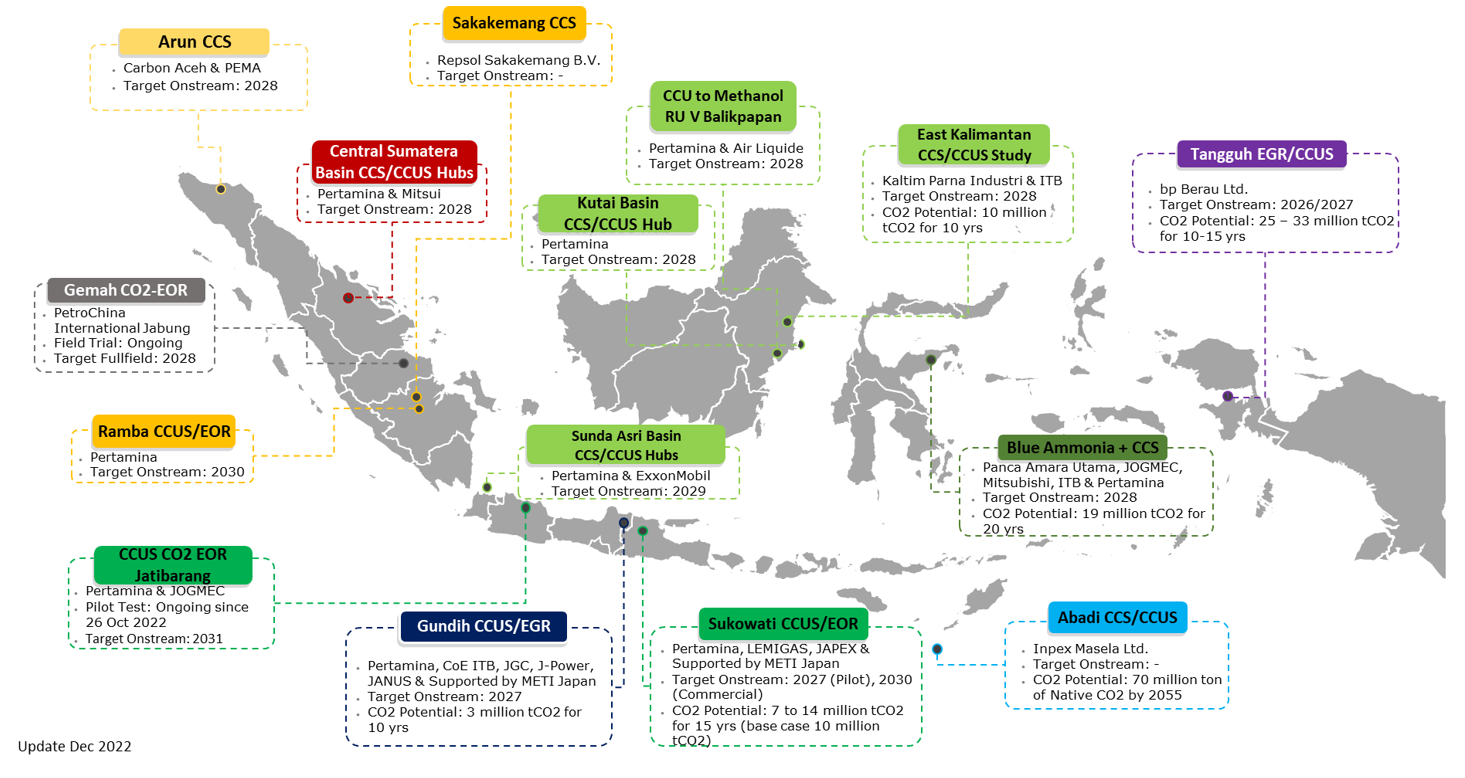 Sakakemang CCS
Repsol Sakakemang B.V.
Target Onstream: -
Arun CCS
Carbon Aceh & PEMA
Target Onstream: 2028
CCU to Methanol
RU V Balikpapan
Pertamina & Air Liquide
Target Onstream: 2028
Central Sumatera
Basin CCS/CCUS Hubs
Pertamina & Mitsui
Target Onstream: 2028
East Kalimantan
CCS/CCUS Study
Kaltim Parna Industri & ITB
Target Onstream: 2028
CO2 Potential: 10 million
tCO2 for 10 yrs
Tangguh EGR/CCUS
bp Berau Ltd.
Target Onstream: 2026/2027
CO2 Potential: 25 – 33 million tCO2
for 10-15 yrs
Kutai Basin
CCS/CCUS Hub
Pertamina
Target Onstream: 2028
Gemah CO2-EOR
PetroChina
International Jabung
Field Trial: Ongoing
Target Fullfield: 2028
Ramba CCUS/EOR
Pertamina
Target Onstream: 2030
Sunda Asri Basin
CCS/CCUS Hubs
Pertamina & ExxonMobil
Target Onstream: 2029
Blue Ammonia + CCS
Panca Amara Utama, JOGMEC,
Mitsubishi, ITB & Pertamina
Target Onstream: 2028
CO2 Potential: 19 million tCO2 for
20 yrs
CCUS CO2 EOR
Jatibarang
Pertamina & JOGMEC
Pilot Test: Ongoing since
26 Oct 2022
Target Onstream: 2031
Gundih CCUS/EGR
Pertamina, CoE ITB, JGC, J-Power,
JANUS & Supported by METI Japan
Target Onstream: 2027
CO2 Potential: 3 million tCO2 for
10 yrs
Sukowati CCUS/EOR
Pertamina, LEMIGAS, JAPEX &
Supported by METI Japan
Target Onstream: 2027 (Pilot), 2030
(Commercial)
CO2 Potential: 7 to 14 million tCO2
for 15 yrs (base case 10 million
tCO2)
Abadi CCS/CCUS
Inpex Masela Ltd.
Target Onstream: -
CO2 Potential: 70 million ton
of Native CO2 by 2055
Update Dec 2022